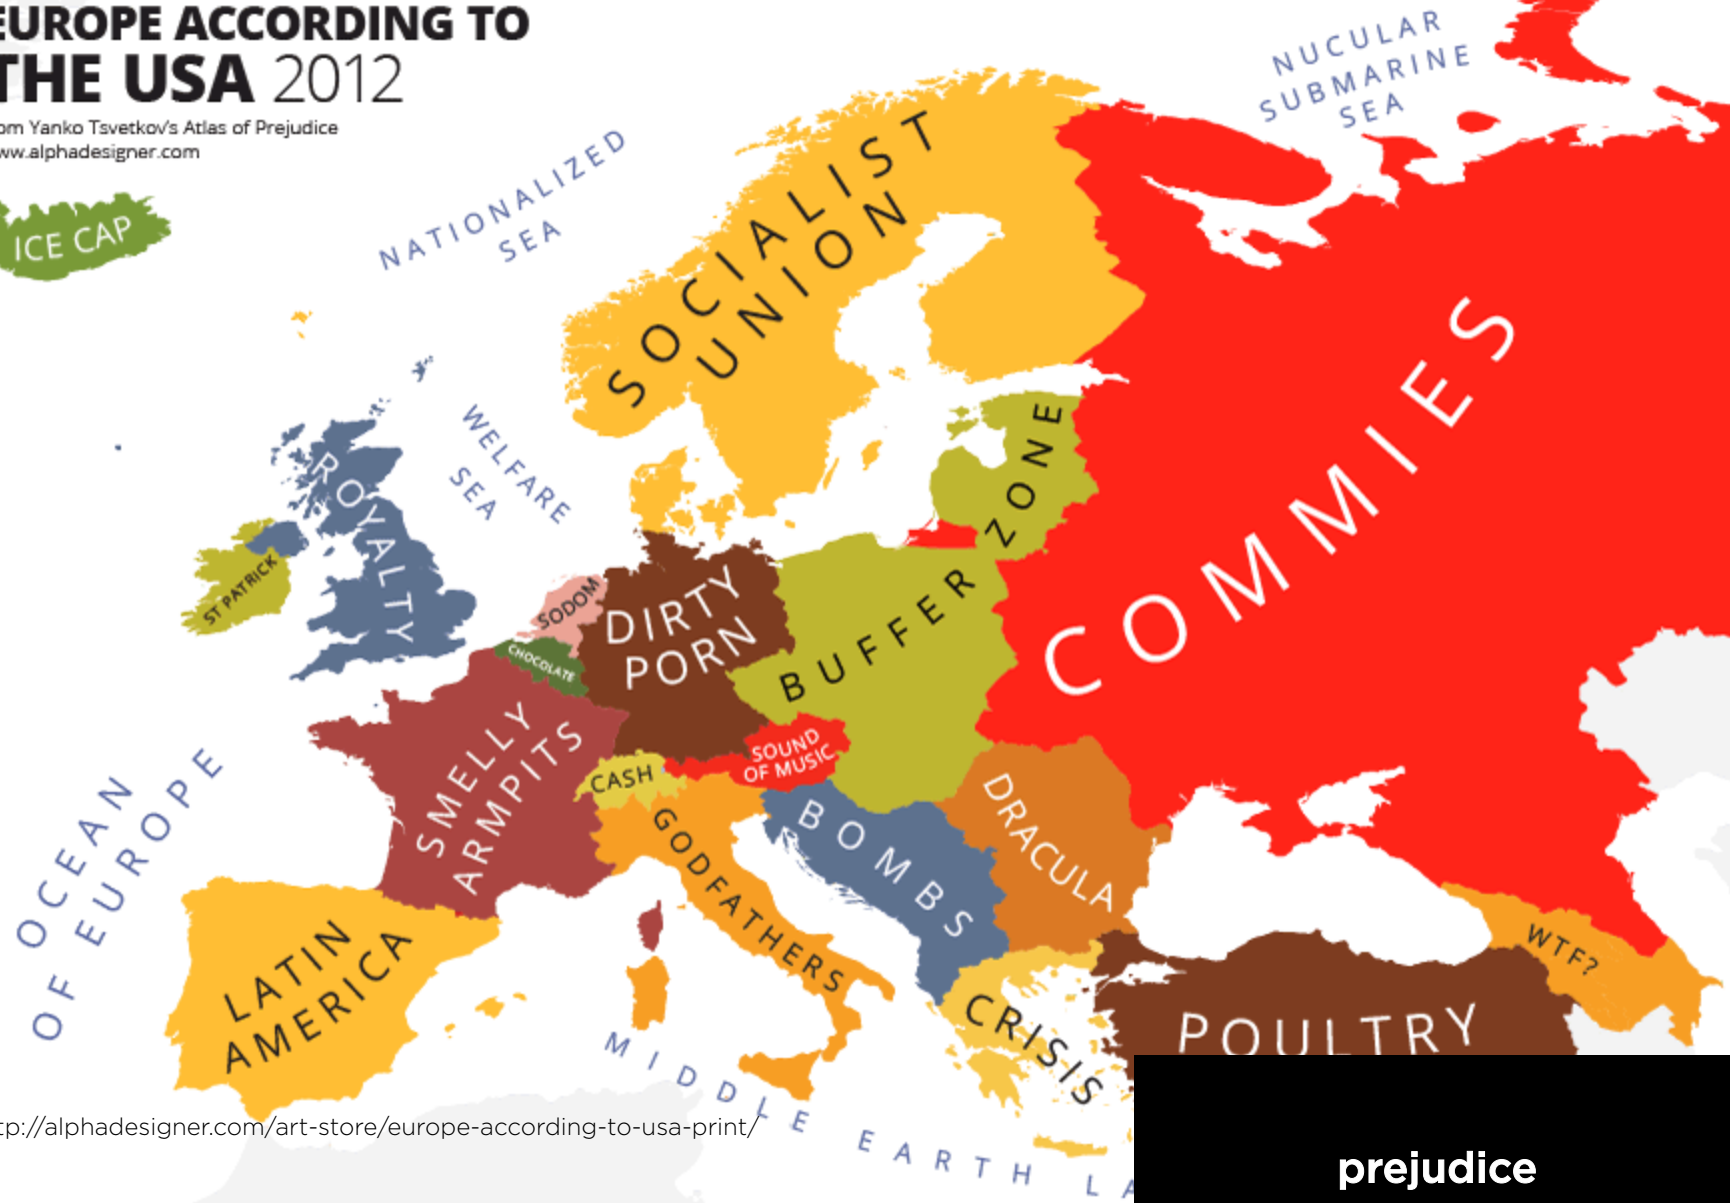 EUROPE ACCORDING TO
THE USA 2012
om Yanko Tsvetkov's Atlas of Prejudice
ww.alphadesigner.com
NUCULAR
SUBMARINE
SEA
NATIONALIZED
SEA
ICE CAP
SOCIALIST
UNION
WELFARE
SEA
ROYALTY
ST PATRICK
SODOM
CHOCOLATE
DIRTY
PORN
BUFFER
ZONE
COMMIES
SMELLY
ARMPITS
CASH
SOUND
OF MUSIC
GODFATHERS
BOMBS
DRACULA
OCEAN
OF EUROPE
LATIN
AMERICA
CRISIS
WTF?
POULTRY
MIDDLE EARTH LA
tp://alphadesigner.com/art-store/europe-according-to-usa-print/
prejudice